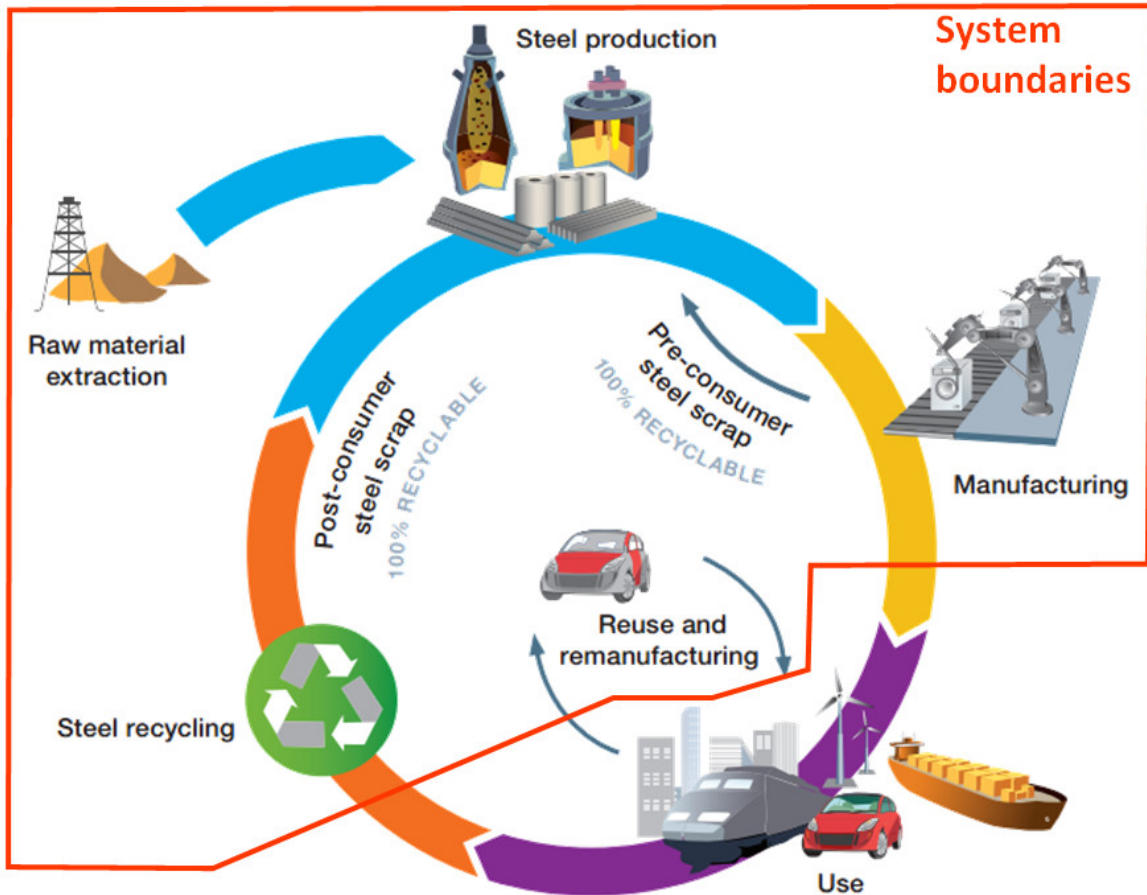 System
boundaries
Steel production
Raw material
extraction
Pre-consumer
steel scrap
100% RECYCLABLE
Post-consumer
steel scrap
100% RECYCLABLE
Manufacturing
Reuse and
remanufacturing
Steel recycling
Use